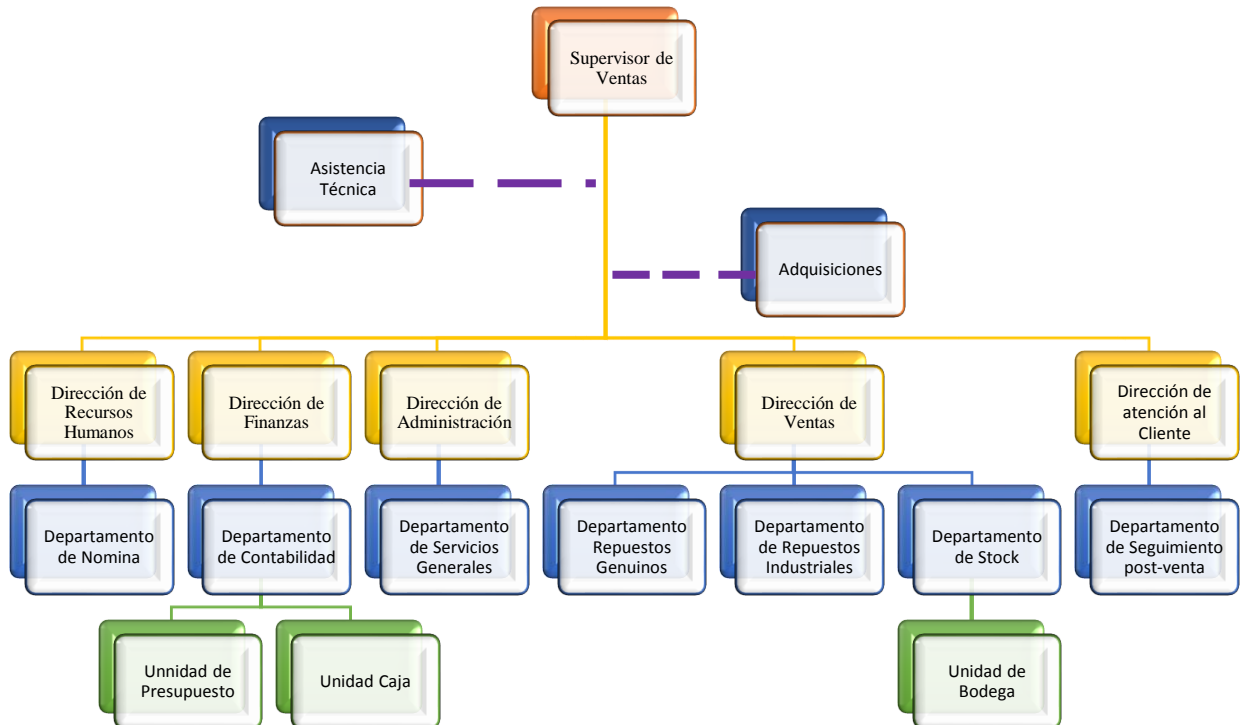 Supervisor de
Ventas
Asistencia
Técnica
Adquisiciones
Dirección de
Recursos
Humanos
Dirección de
Finanzas
Dirección de
Administración
Dirección de
Ventas
Dirección de
atención al
Cliente
Departamento
de Nomina
Departamento
de Contabilidad
Departamento
de Servicios
Generales
Departamento
Repuestos
Genuinos
Departamento
de Repuestos
Industriales
Departamento
de Stock
Departamento
de Seguimiento
post-venta
Unnidad de
Presupuesto
Unidad Caja
Unidad de
Bodega